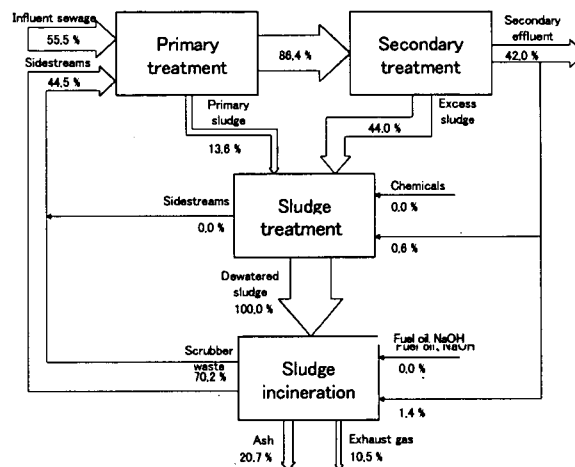 Influent sewage
55.5 %
Sidestreams
44.5 %
Primary
treatment
86.4 %
Secondary
treatment
Secondary
effluent
42.0 %
Primary
sludge
13.6 %
Excess
sludge
44.0 %
Sidestreams
0.0 %
Sludge
treatment
Chemicals
0.0 %
0.6 %
Dewatered
sludge
100.0 %
Scrubber
waste
70.2 %
Sludge
incineration
Fuel oil, NaOH
Fuel oil, NaOH
0.0 %
1.4 %
Ash
20.7 %
Exhaust gas
10.5 %